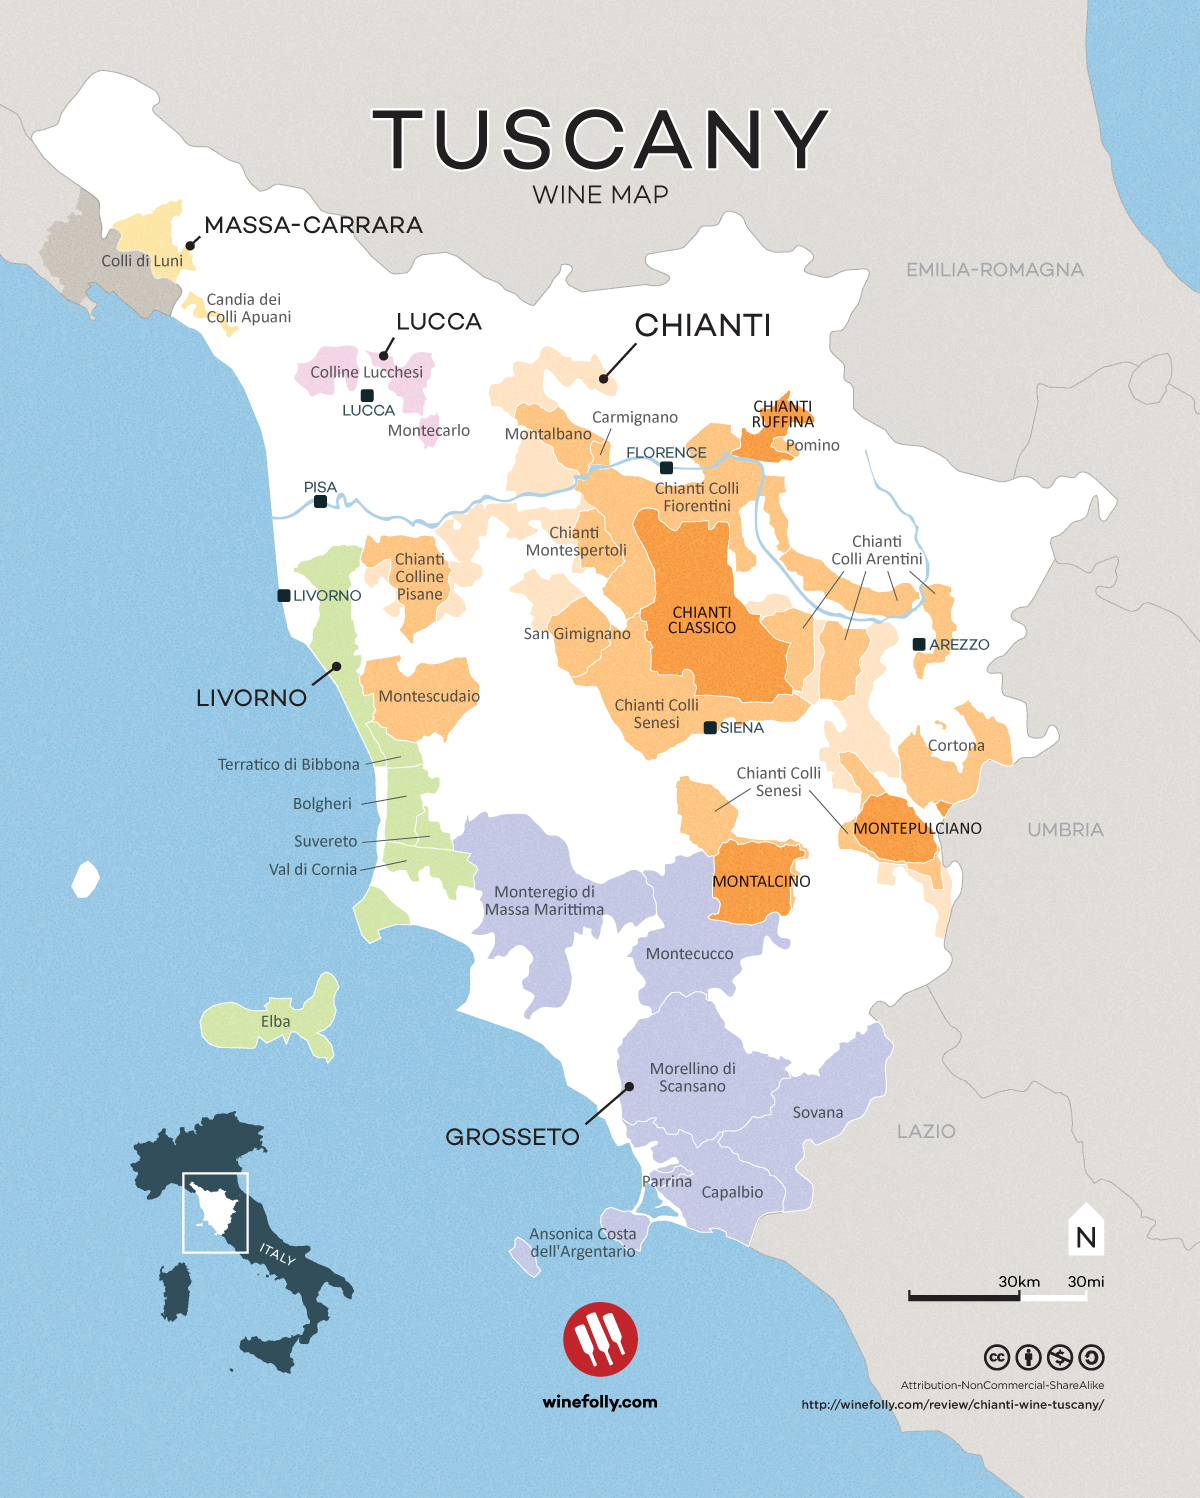 TUSCANY
WINE MAP
MASSA-CARRARA
Colli di Luni
EMILIA-ROMAGNA
Candia dei
Colli Apuani
LUCCA
CHIANTI
Colline Lucchesi
LUCCA
Montecarlo
CHIANTI
RUFFINA
Carmignano
Montalbano
Pomino
FLORENCE
PISA
Chianti Colli
Fiorentini
Chianti
Montespertoli
Chianti
Colli Arentini
Chianti
Colline
Pisane
LIVORNO
CHIANTI
CLASSICO
San Gimignano
AREZZO
LIVORNO
Montescudaio
Chianti Colli
Senesi
SIENA
Cortona
Terratico di Bibbona
Chianti Colli
Senesi
Bolgheri
MONTEPULCIANO
UMBRIA
Suvereto
Val di Cornia
MONTALCINO
Monteregio di
Massa Marittima
Montecucco
Elba
Morellino di
Scansano
Sovana
GROSSETO
LAZIO
Parrina
Capalbio
Ansonica Costa
dell'Argentario
ITALY
N
30km 30mi
winefolly.com
cc
Attribution-NonCommercial-ShareAlike
http://winefolly.com/review/chianti-wine-tuscany/